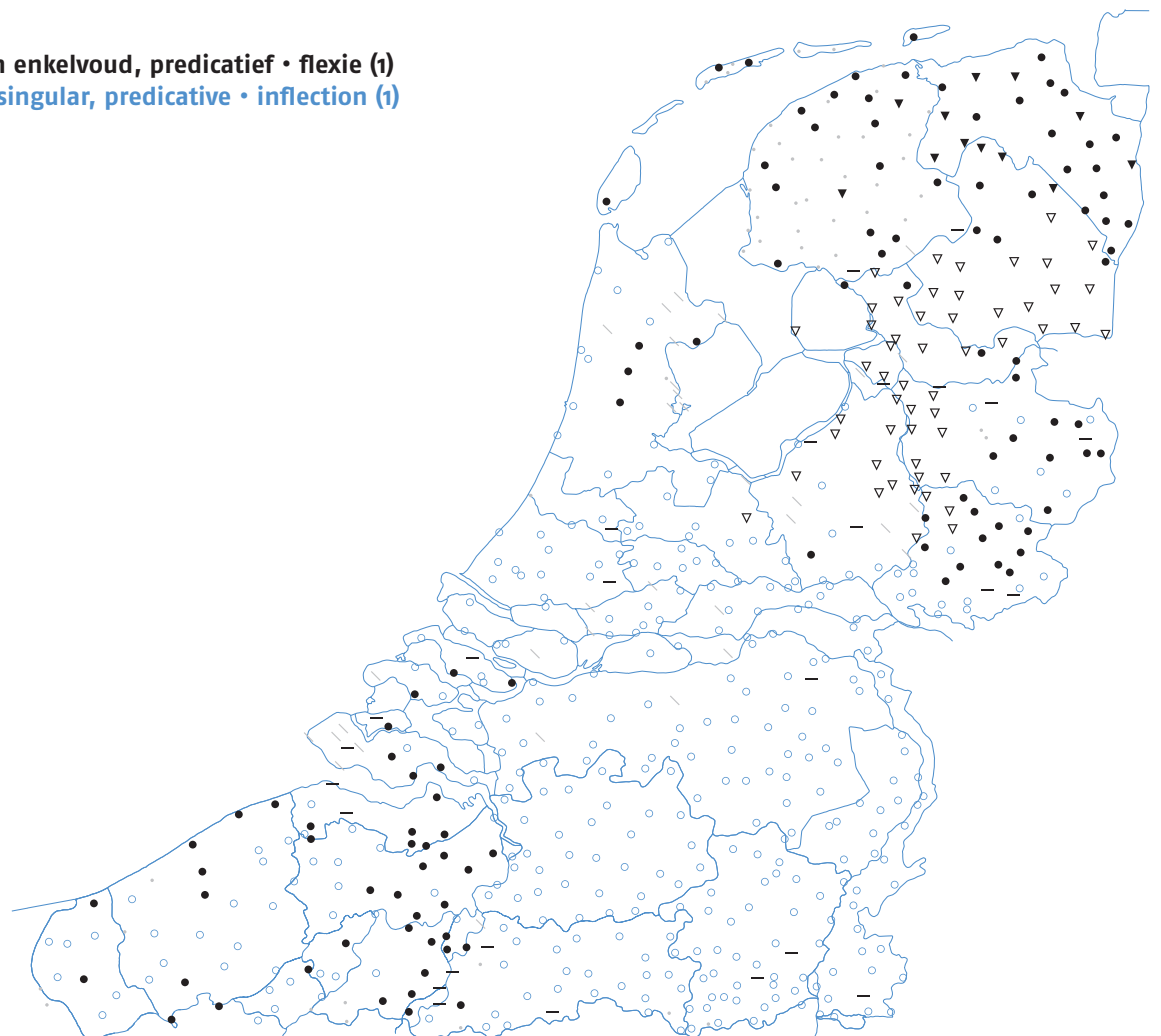 enkelvoud, predicatief • flexie (1)
singular, predicative • inflection (1)